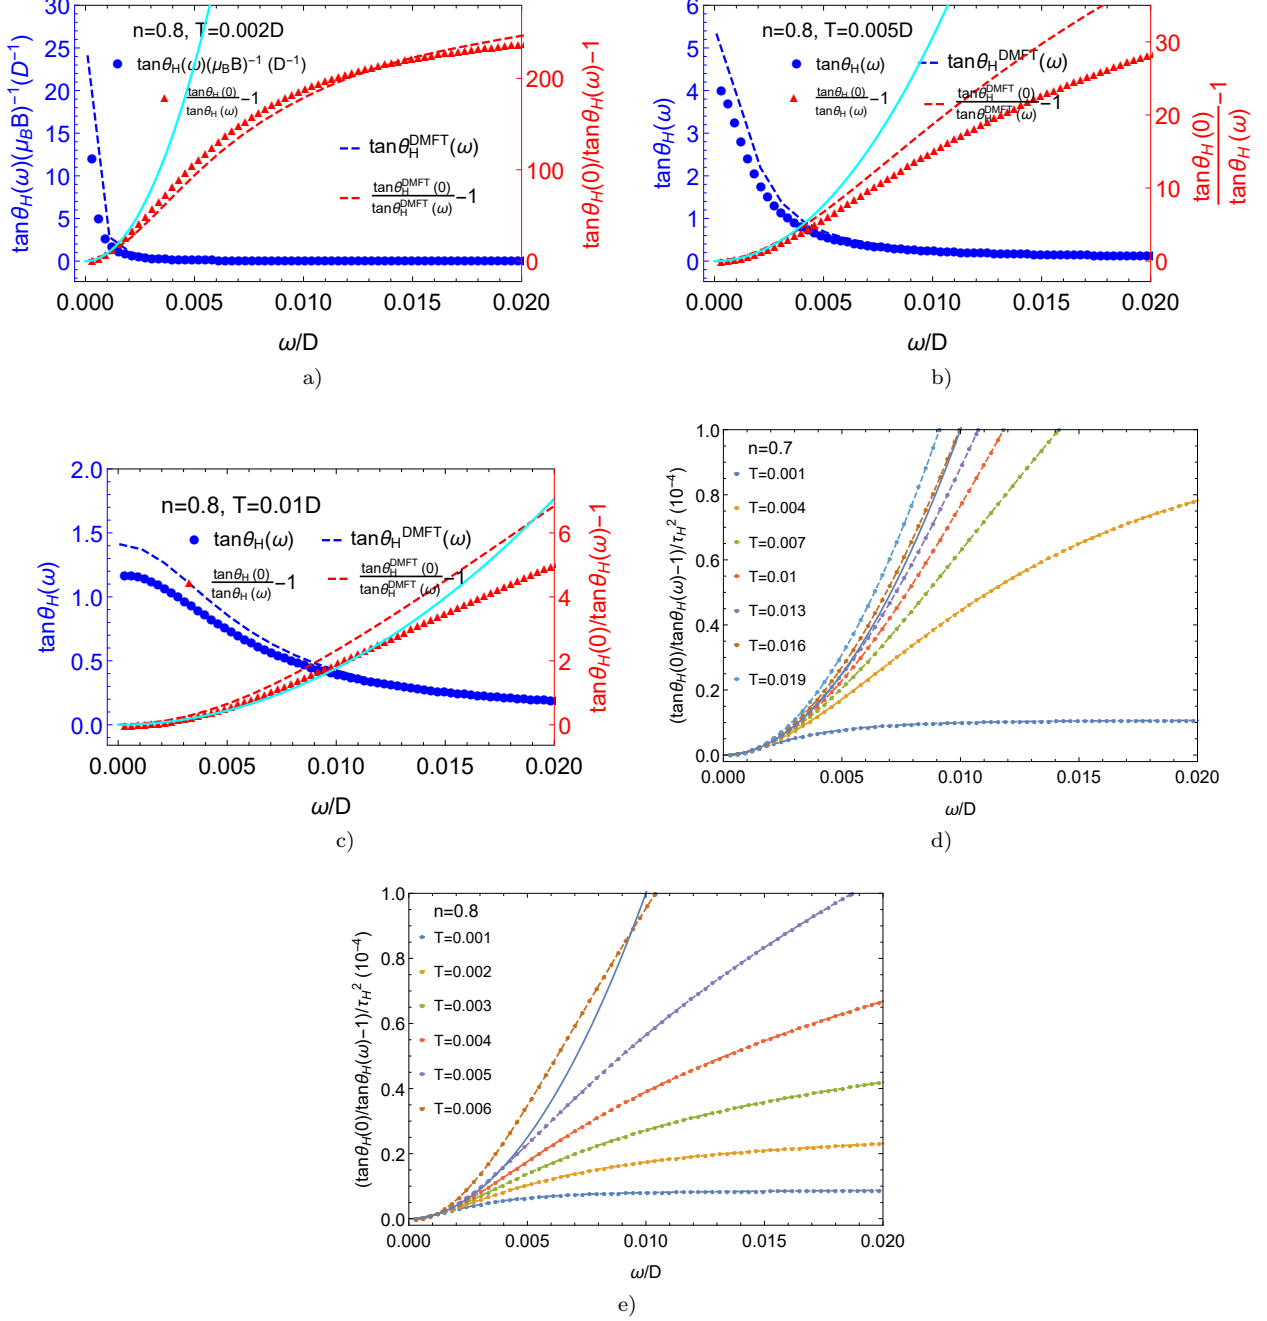 n=0.8, T=0.002D
tanθH(ω)(μBB)⁻¹ (D⁻¹)
tanθH(0)/tanθH(ω) −1
tanθH^DMFT(ω)
tanθH^DMFT(0)/tanθH^DMFT(ω) −1
tanθH(ω)(μBB)⁻¹(D⁻¹)
30
25
20
15
10
5
0
200
100
0
tanθH(0)/tanθH(ω)−1
0.000 0.005 0.010 0.015 0.020
ω/D
a)
n=0.8, T=0.005D
tanθH(ω)
tanθH^DMFT(ω)
tanθH(0)/tanθH(ω) −1
tanθH^DMFT(0)/tanθH^DMFT(ω) −1
tanθH(ω)
6
5
4
3
2
1
0
30
20
10
0
tanθH(0)/tanθH(ω) −1
0.000 0.005 0.010 0.015 0.020
ω/D
b)
n=0.8, T=0.01D
tanθH(ω)
tanθH^DMFT(ω)
tanθH(0)/tanθH(ω) −1
tanθH^DMFT(0)/tanθH^DMFT(ω) −1
tanθH(ω)
2.0
1.5
1.0
0.5
0.0
6
4
2
0
tanθH(0)/tanθH(ω)−1
0.000 0.005 0.010 0.015 0.020
ω/D
c)
(tanθH(0)/tanθH(ω)−1)/τH² (10⁻⁴)
1.0
0.8
0.6
0.4
0.2
0.0
n=0.7
T=0.001
T=0.004
T=0.007
T=0.01
T=0.013
T=0.016
T=0.019
0.000 0.005 0.010 0.015 0.020
ω/D
d)
(tanθH(0)/tanθH(ω)−1)/τH² (10⁻⁴)
1.0
0.8
0.6
0.4
0.2
0.0
n=0.8
T=0.001
T=0.002
T=0.003
T=0.004
T=0.005
T=0.006
0.000 0.005 0.010 0.015 0.020
ω/D
e)